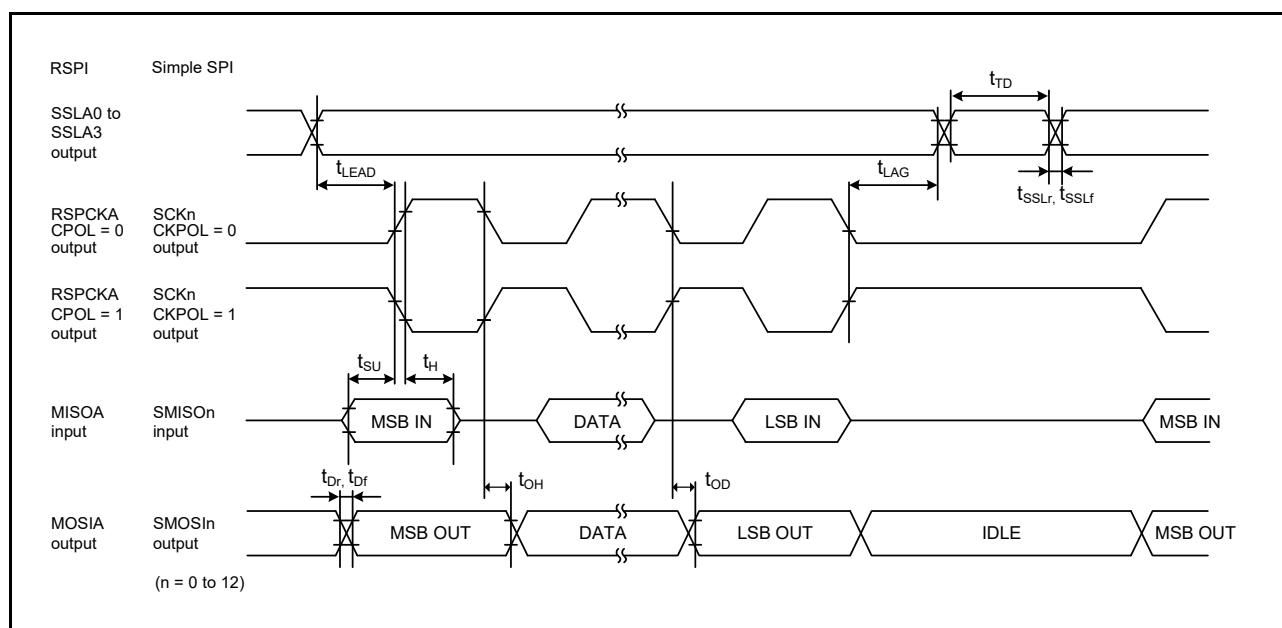 RSPI Simple SPI
SSLA0 to
SSLA3
output
tTD
tLEAD
tLAG
tSSLr, tSSLf
RSPCKA SCKn
CPOL = 0 CKPOL = 0
output output
RSPCKA SCKn
CPOL = 1 CKPOL = 1
output output
tSU tH
MISOA SMISOn
input input
MSB IN DATA LSB IN MSB IN
tDr, tDf tOH tOD
MOSIA SMOSIn
output output
MSB OUT DATA LSB OUT IDLE MSB OUT
(n = 0 to 12)